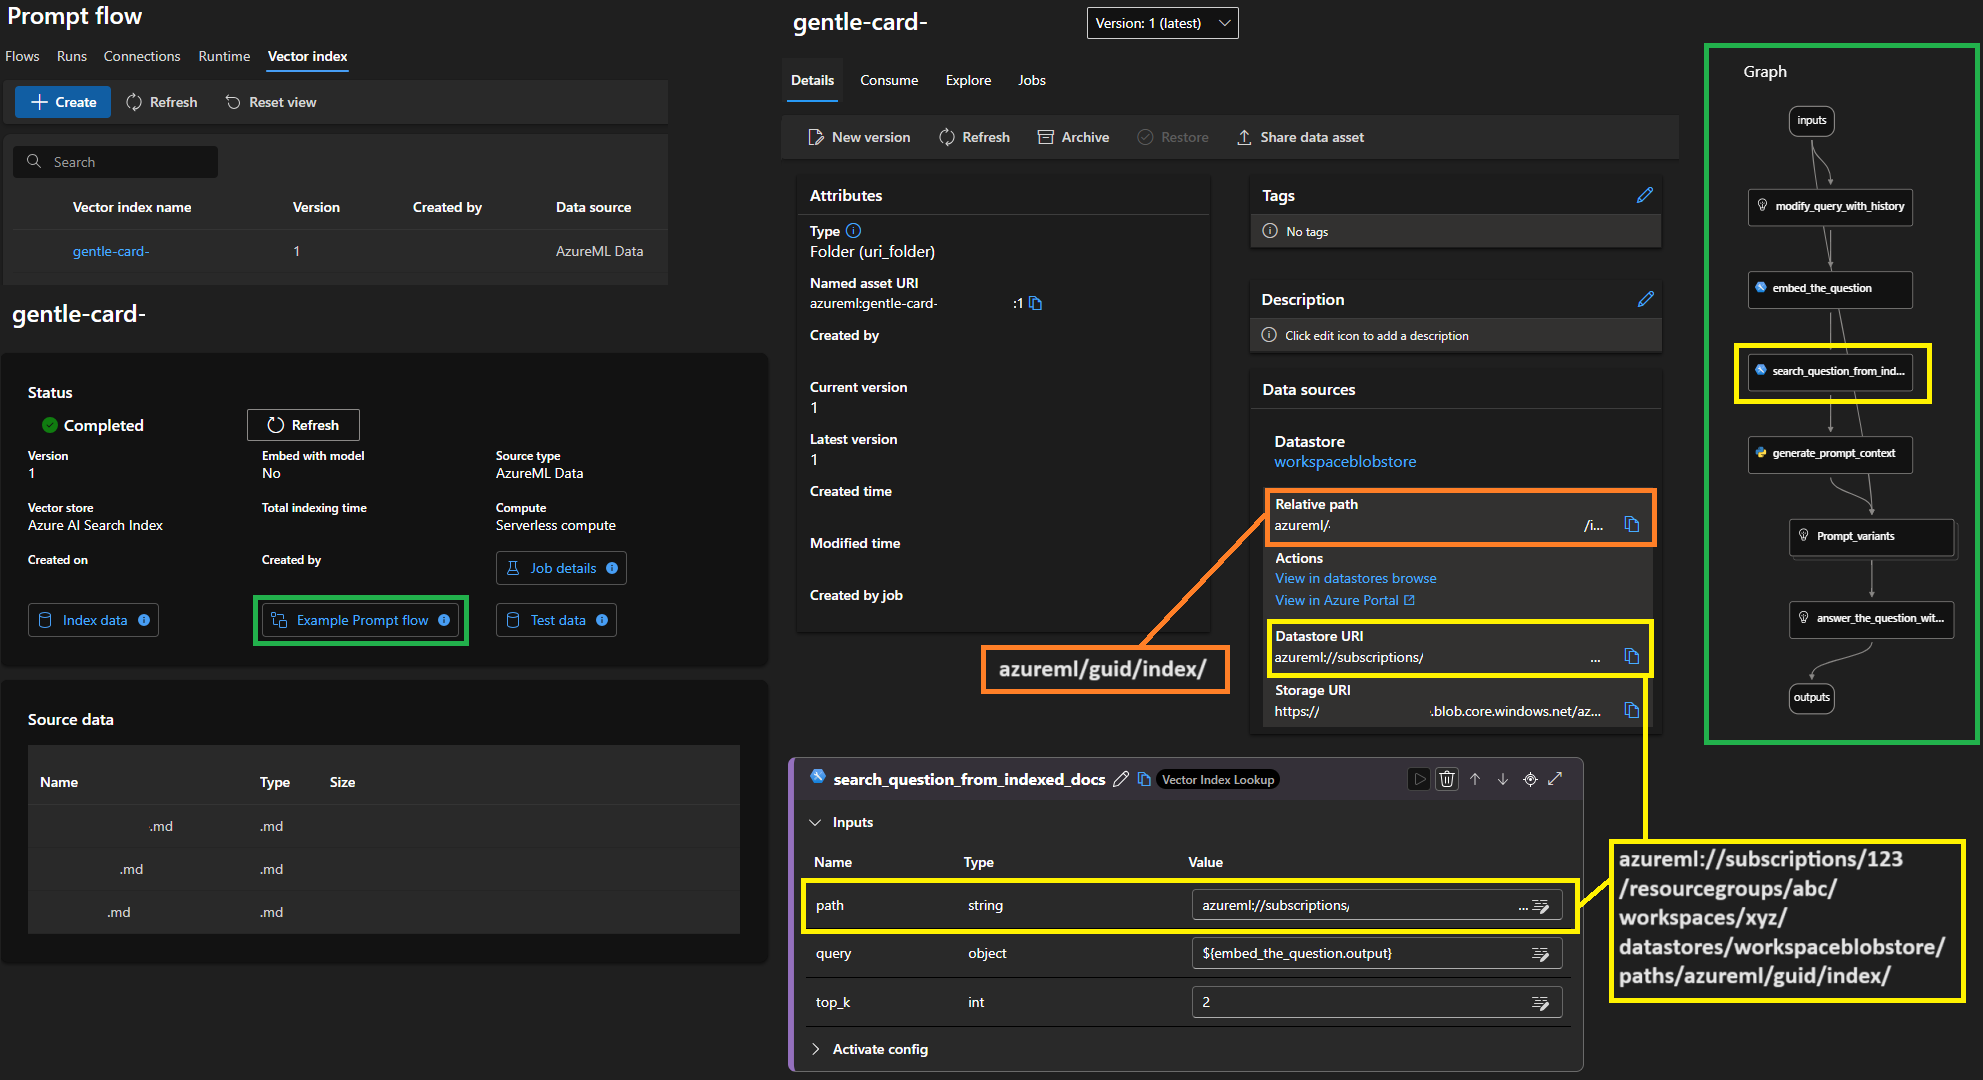 Prompt flow
Flows Runs Connections Runtime Vector index
Create Refresh Reset view
Search
Vector index name Version Created by Data source
gentle-card- 1 AzureML Data
gentle-card-
Status
Completed Refresh
Version Embed with model Source type
1 No AzureML Data
Vector store Total indexing time Compute
Azure AI Search Index Serverless compute
Created on Created by Job details
Index data Example Prompt flow Test data
Source data
Name Type Size
.md .md
.md .md
.md .md
gentle-card- Version: 1 (latest)
Details Consume Explore Jobs
New version Refresh Archive Restore Share data asset
Attributes
Type
Folder (uri_folder)
Named asset URI
azureml:gentle-card- :1
Created by
Current version
1
Latest version
1
Created time
Modified time
Created by job
Tags
No tags
Description
Click edit icon to add a description
Data sources
Datastore
workspaceblobstore
Relative path
azureml/ /i...
Actions
View in datastores browse
View in Azure Portal
Datastore URI
azureml://subscriptions/ ...
Storage URI
https:// .blob.core.windows.net/az...
azureml/guid/index/
search_question_from_indexed_docs Vector Index Lookup
Inputs
Name Type Value
path string azureml://subscriptions/ ...
query object ${embed_the_question.output}
top_k int 2
Activate config
Graph
inputs
modify_query_with_history
embed_the_question
search_question_from_ind...
generate_prompt_context
Prompt_variants
answer_the_question_wit...
outputs
azureml://subscriptions/123
/resourcegroups/abc/
workspaces/xyz/
datastores/workspaceblobstore/
paths/azureml/guid/index/